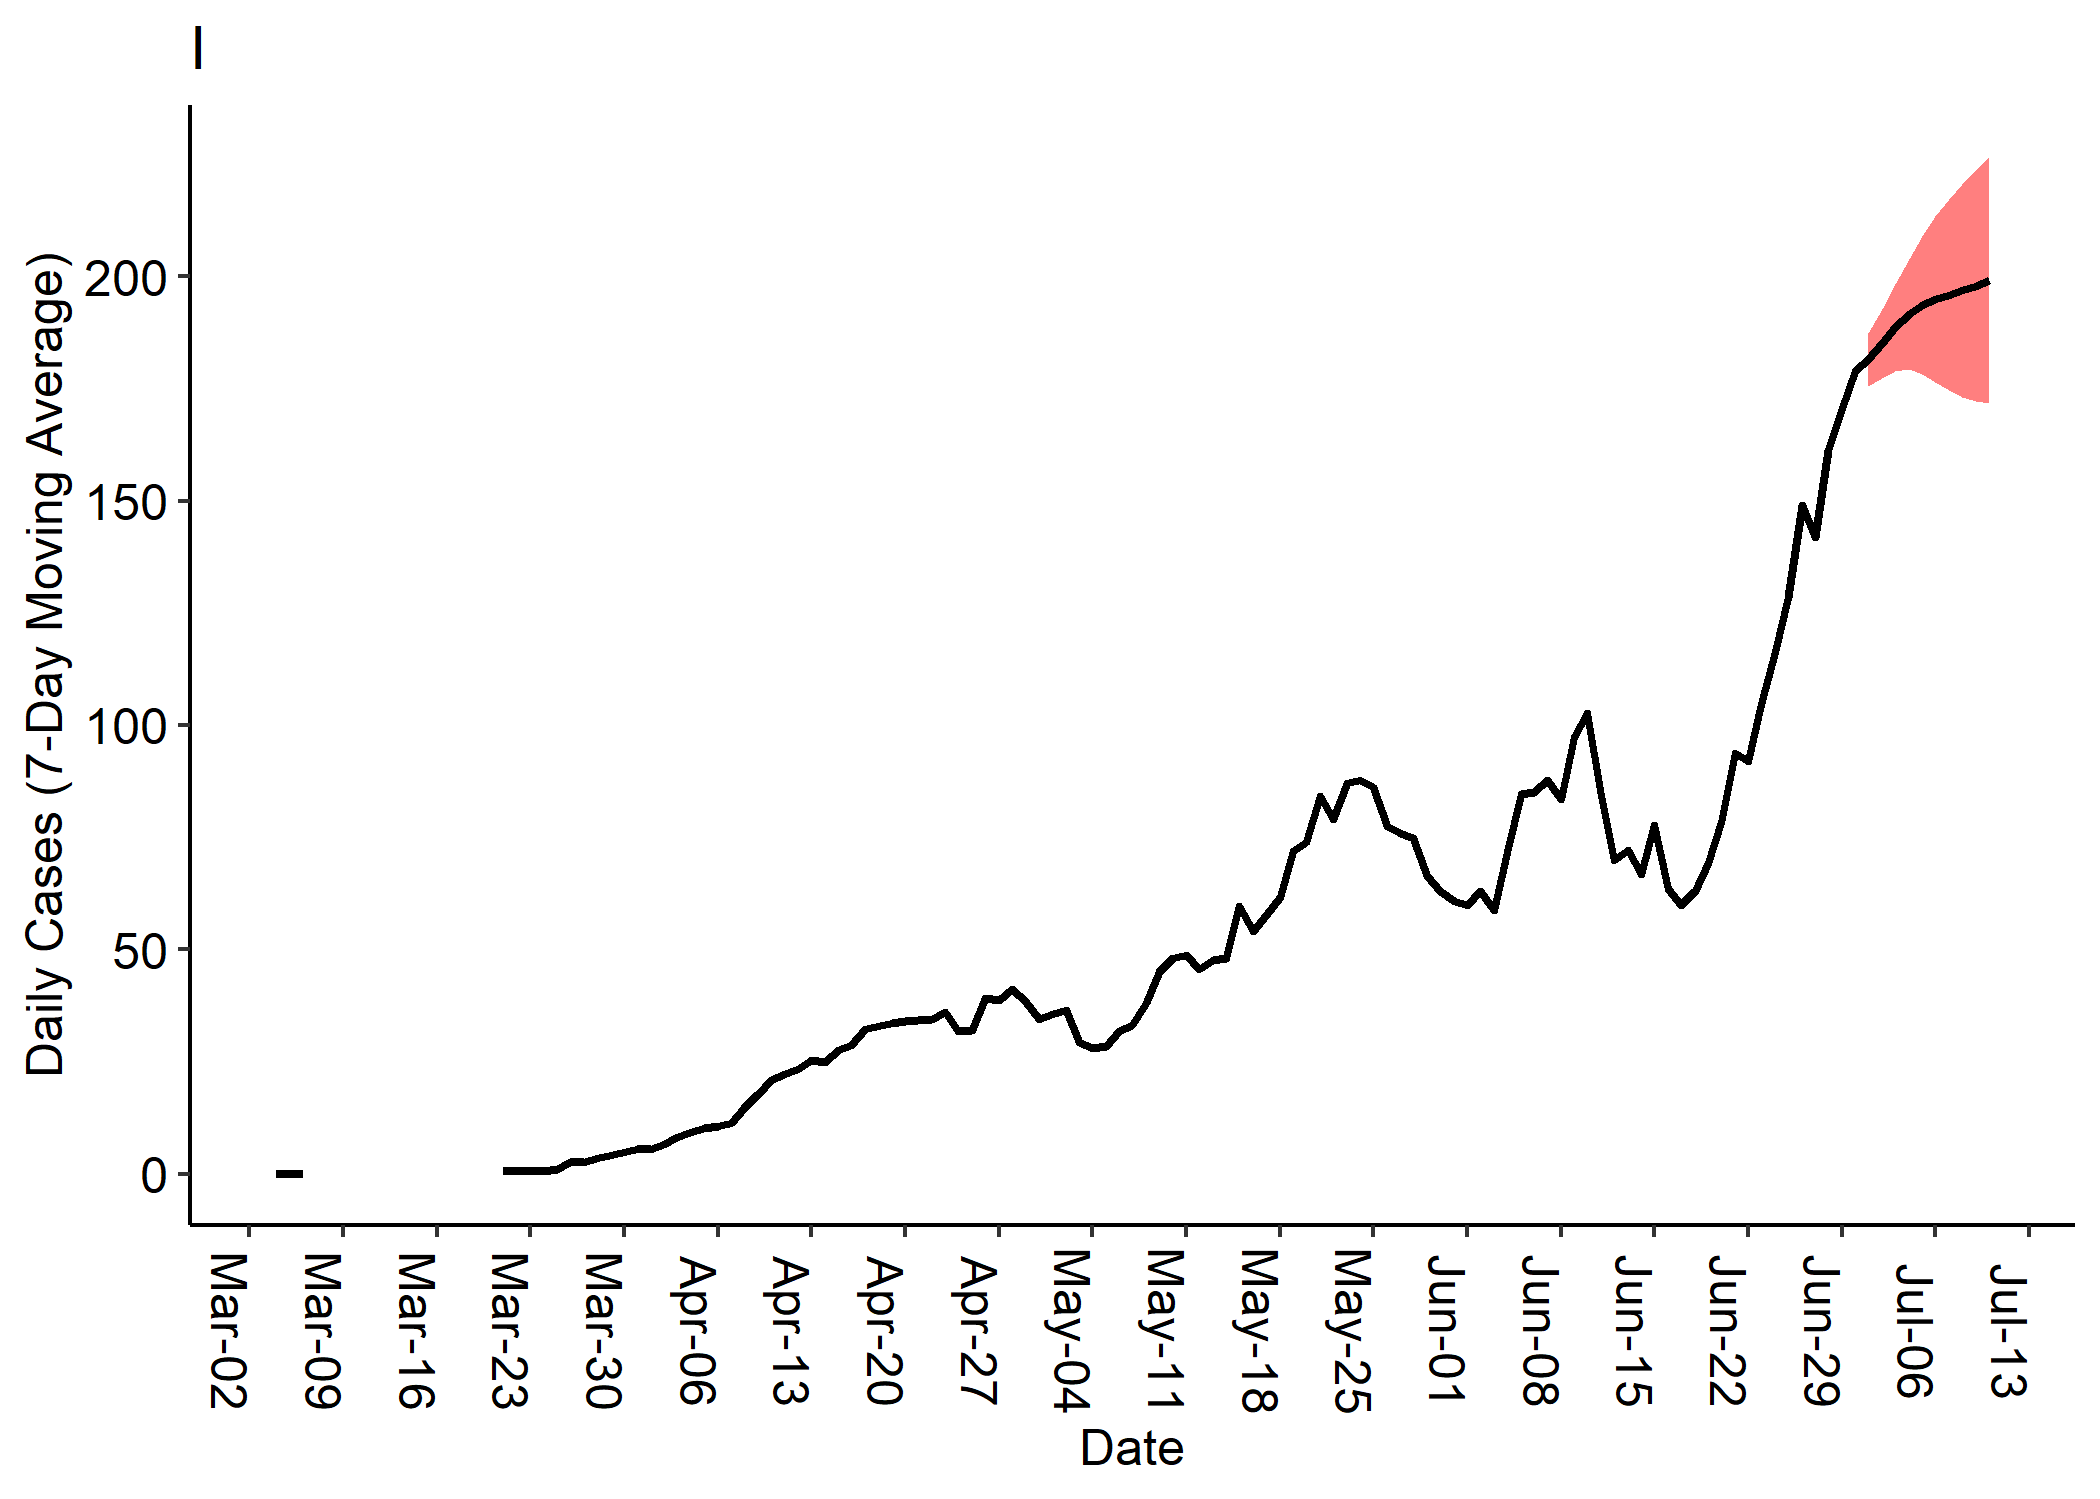 I
Daily Cases (7-Day Moving Average)
200
150
100
50
0
Mar-02
Mar-09
Mar-16
Mar-23
Mar-30
Apr-06
Apr-13
Apr-20
Apr-27
May-04
May-11
May-18
May-25
Jun-01
Jun-08
Jun-15
Jun-22
Jun-29
Jul-06
Jul-13
Date